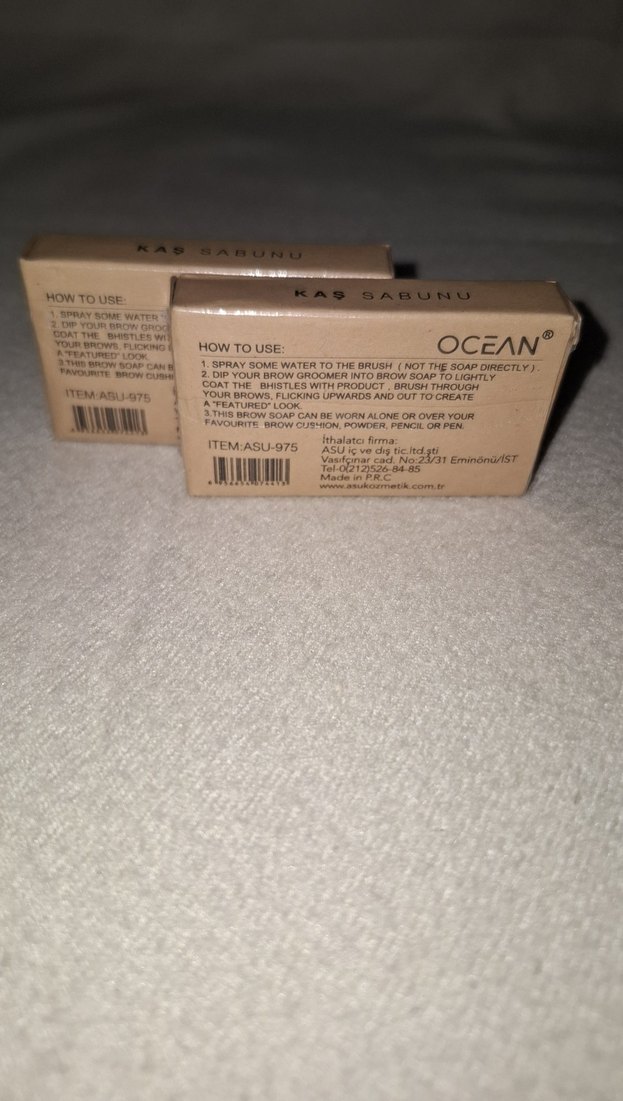 KAŞ SABUNU
HOW TO USE:
1. SPRAY SOME WATER
2. DIP YOUR BROW GROO
COAT THE BHISTLES WI
YOUR BROWS, FLICKING
A "FEATURED" LOOK.
3.THIS BROW SOAP CAN B
FAVOURITE BROW CUSHI
ITEM:ASU-975
KAŞ SABUNU
HOW TO USE:
OCEAN®
1. SPRAY SOME WATER TO THE BRUSH ( NOT THE SOAP DIRECTLY ) .
2. DIP YOUR BROW GROOMER INTO BROW SOAP TO LIGHTLY
COAT THE BHISTLES WITH PRODUCT , BRUSH THROUGH
YOUR BROWS, FLICKING UPWARDS AND OUT TO CREATE
A "FEATURED" LOOK.
3.THIS BROW SOAP CAN BE WORN ALONE OR OVER YOUR
FAVOURITE BROW CUSHION, POWDER, PENCIL OR PEN.
ITEM:ASU-975
İthalatcı firma:
ASU iç ve dış tic.ltd.şti
Vasıfçınar cad. No:23/31 Eminönü/İST
Tel-0(212)526-84-85
Made in P.R.C
www.asukozmetik.com.tr